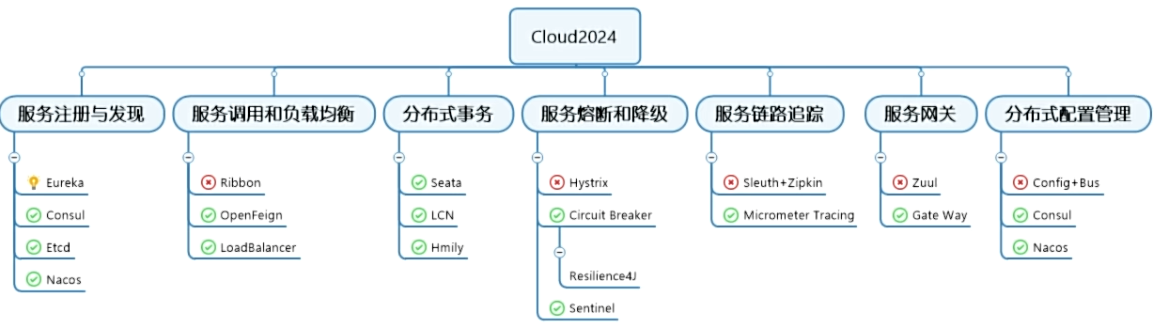 Cloud2024
服务注册与发现
Eureka
Consul
Etcd
Nacos
服务调用和负载均衡
Ribbon
OpenFeign
LoadBalancer
分布式事务
Seata
LCN
Hmily
服务熔断和降级
Hystrix
Circuit Breaker
Resilience4J
Sentinel
服务链路追踪
Sleuth+Zipkin
Micrometer Tracing
服务网关
Zuul
Gate Way
分布式配置管理
Config+Bus
Consul
Nacos